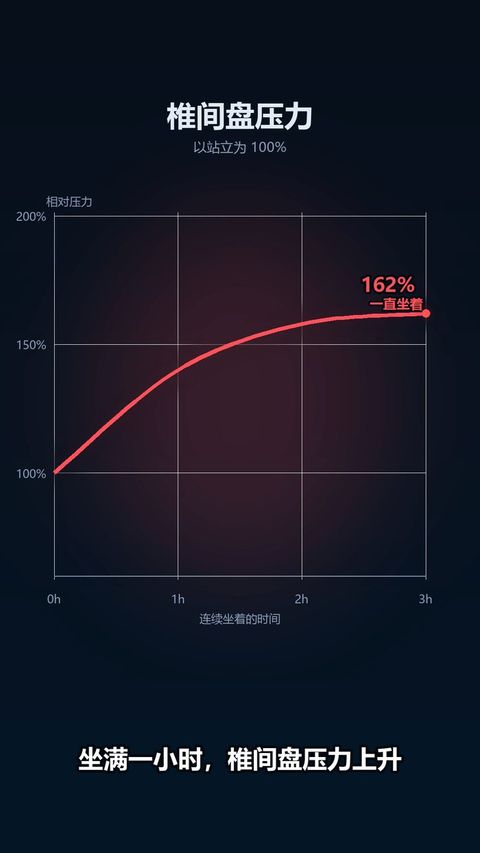 椎间盘压力
以站立为 100%
相对压力
200%
162%
一直坐着
150%
100%
0h
1h
2h
3h
连续坐着的时间
坐满一小时，椎间盘压力上升